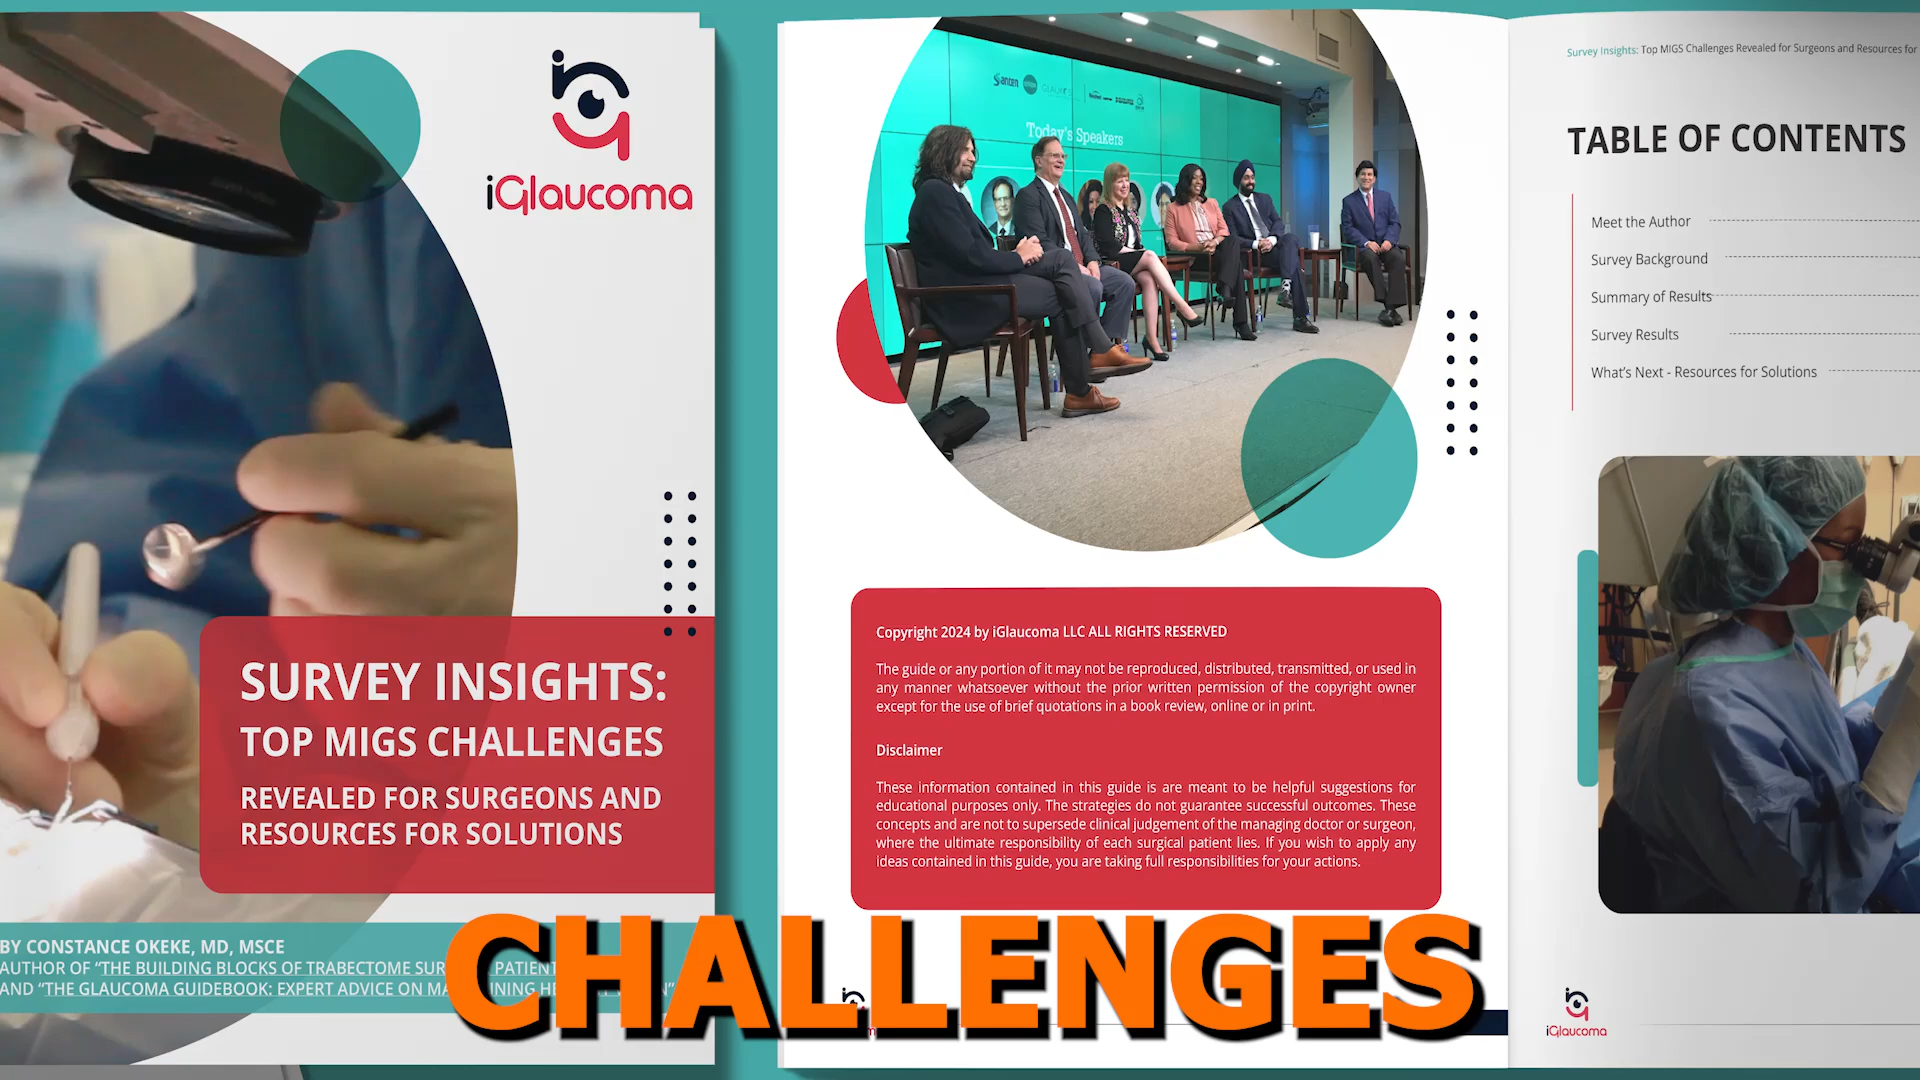 iGlaucoma
SURVEY INSIGHTS:
TOP MIGS CHALLENGES
REVEALED FOR SURGEONS AND
RESOURCES FOR SOLUTIONS
BY CONSTANCE OKEKE, MD, MSCE
AUTHOR OF “THE BUILDING BLOCKS OF TRABECTOME SUR PATIENT
AND “THE GLAUCOMA GUIDEBOOK: EXPERT ADVICE ON MA
Santen
Today's Speakers
Copyright 2024 by iGlaucoma LLC ALL RIGHTS RESERVED
The guide or any portion of it may not be reproduced, distributed, transmitted, or used in
any manner whatsoever without the prior written permission of the copyright owner
except for the use of brief quotations in a book review, online or in print.
Disclaimer
These information contained in this guide is are meant to be helpful suggestions for
educational purposes only. The strategies do not guarantee successful outcomes. These
concepts and are not to supersede clinical judgement of the managing doctor or surgeon,
where the ultimate responsibility of each surgical patient lies. If you wish to apply any
ideas contained in this guide, you are taking full responsibilities for your actions.
Survey Insights: Top MIGS Challenges Revealed for Surgeons and Resources for
TABLE OF CONTENTS
Meet the Author
Survey Background
Summary of Results
Survey Results
What's Next - Resources for Solutions
iGlaucoma
CHALLENGES